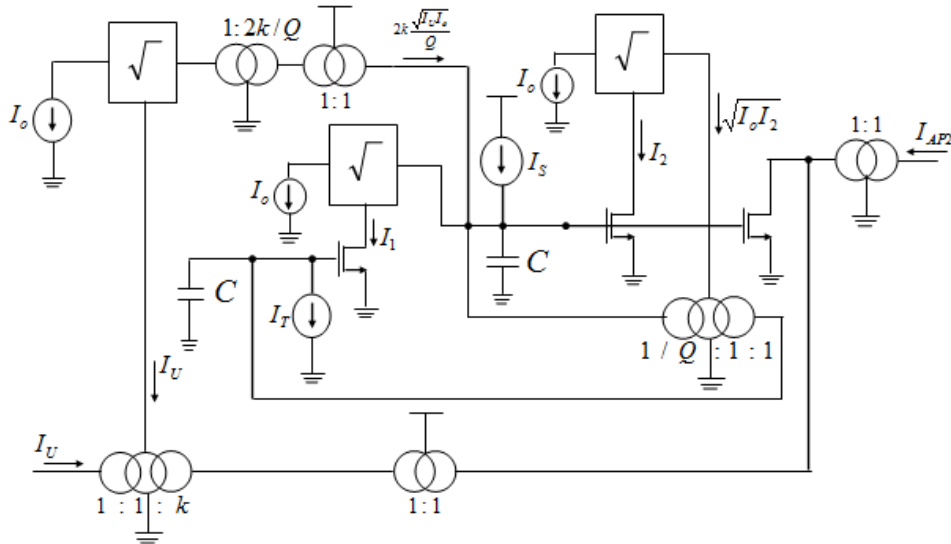 1:2k/Q
2k √(I_U I_o)/Q
√
√
I_o
1:1
I_o
√(I_o I_2)
1:1
I_AP2
√
I_S
I_2
I_o
I_1
C
C
I_T
1 / Q : 1 : 1
I_U
I_U
1 : 1 : k
1:1